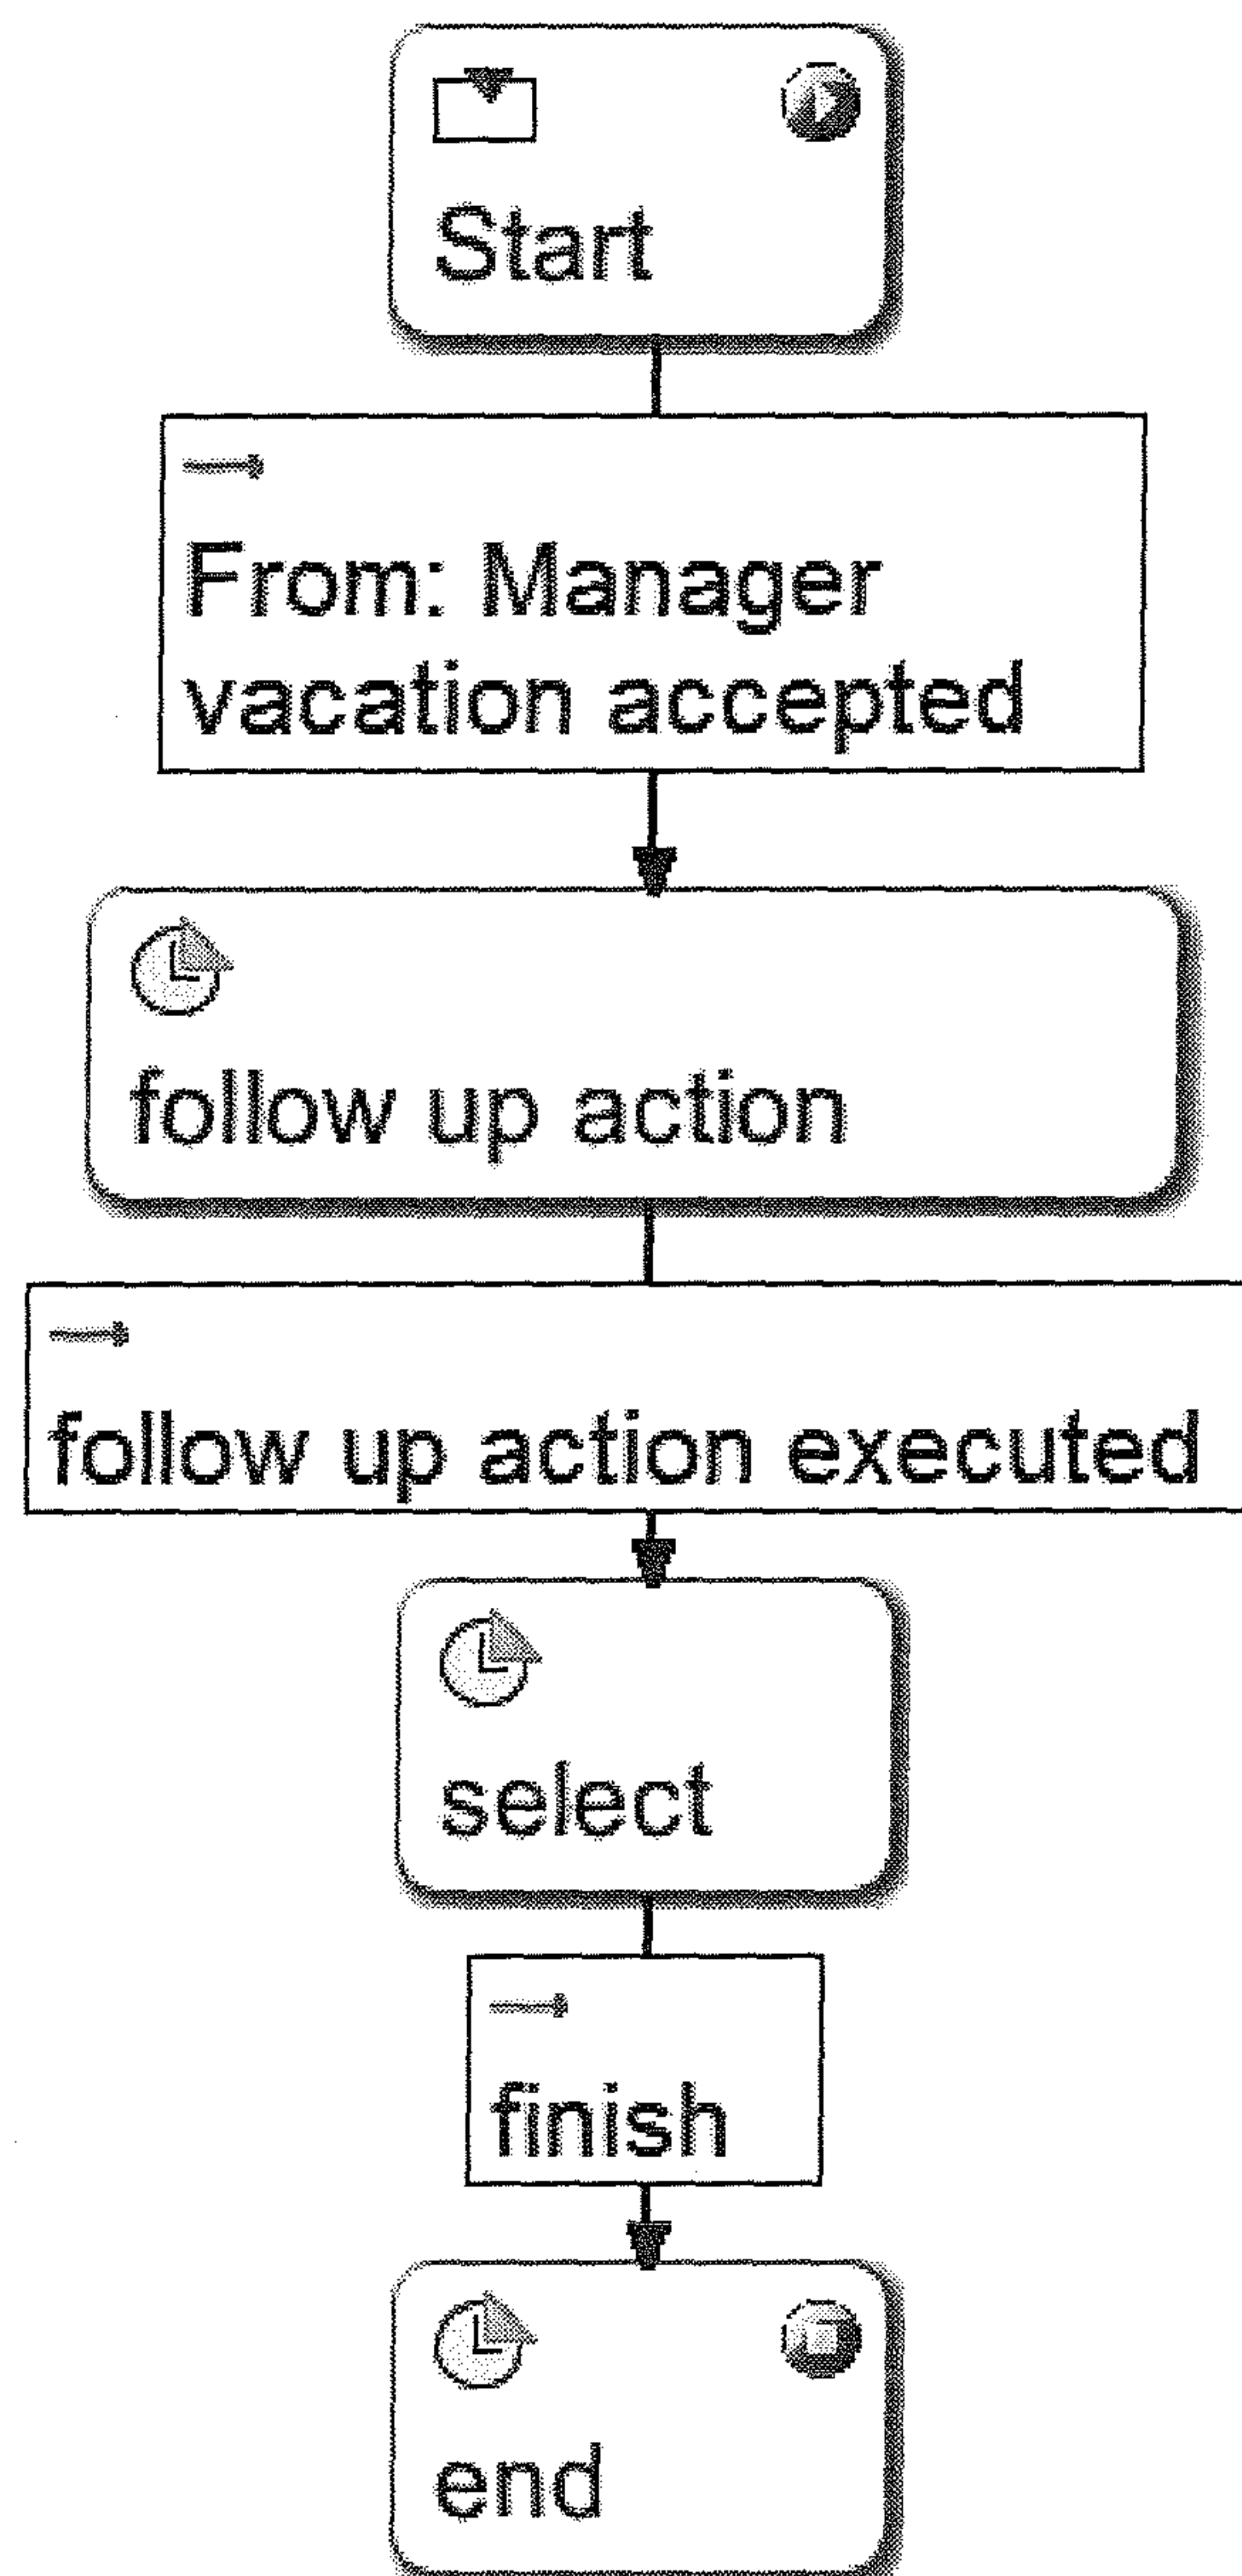 Start
From: Manager
vacation accepted
follow up action
follow up action executed
select
finish
end